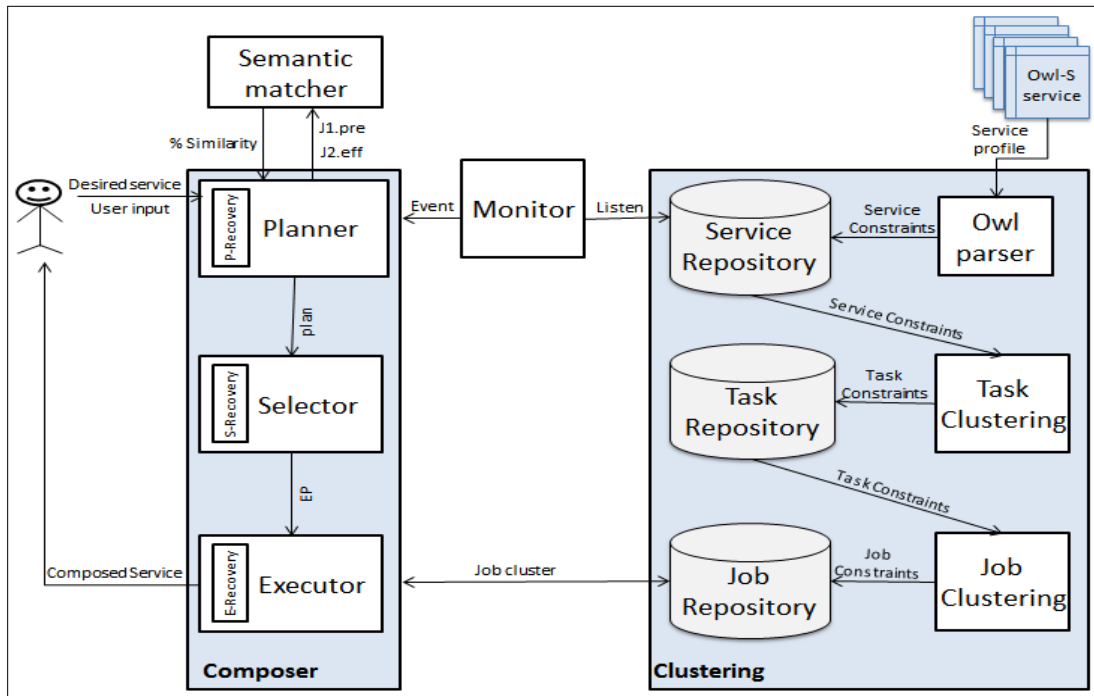 Semantic
matcher
Owl-S
service
% Similarity
J1.pre
J2.eff
Service
profile
Desired service
User input
P-Recovery
Planner
Event
Monitor
Listen
Service
Repository
Service
Constraints
Owl
parser
plan
Service Constraints
S-Recovery
Selector
Task
Repository
Task
Constraints
Task
Clustering
EP
Task Constraints
Composed Service
E-Recovery
Executor
Job cluster
Job
Repository
Job
Constraints
Job
Clustering
Composer
Clustering